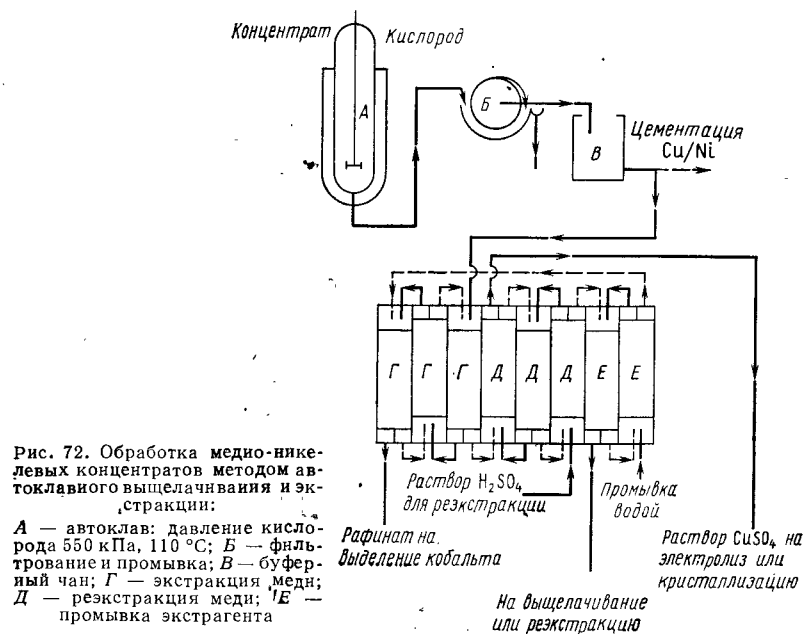 Концентрат
Кислород
А
Б
В
Цементация
Cu/Ni
Г Г Г Д Д Д Е Е
Раствор H₂SO₄
для реэкстракции
Промывка
водой
Рафинат на
выделение кобальта
Раствор CuSO₄ на
электролиз или
кристаллизацию
На выщелачивание
или реэкстракцию
Рис. 72. Обработка медно-нике-
левых концентратов методом ав-
токлавного выщелачивания и эк-
стракции:
А — автоклав: давление кисло-
рода 550 кПа, 110 °С; Б — филь-
трование и промывка; В — буфер-
ный чан; Г — экстракция меди;
Д — реэкстракция меди; Е —
промывка экстрагента